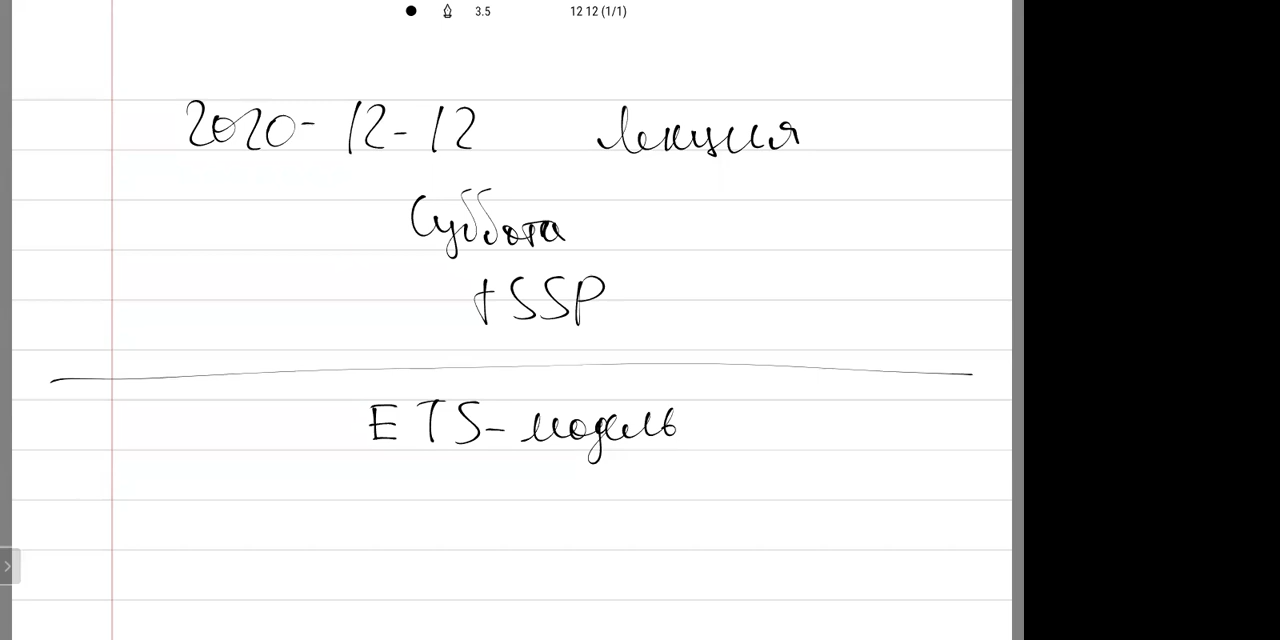 3.5 12 12 (1/1)
2020-12-12 Лекция
Суббота
+ SSP
ETS-модель